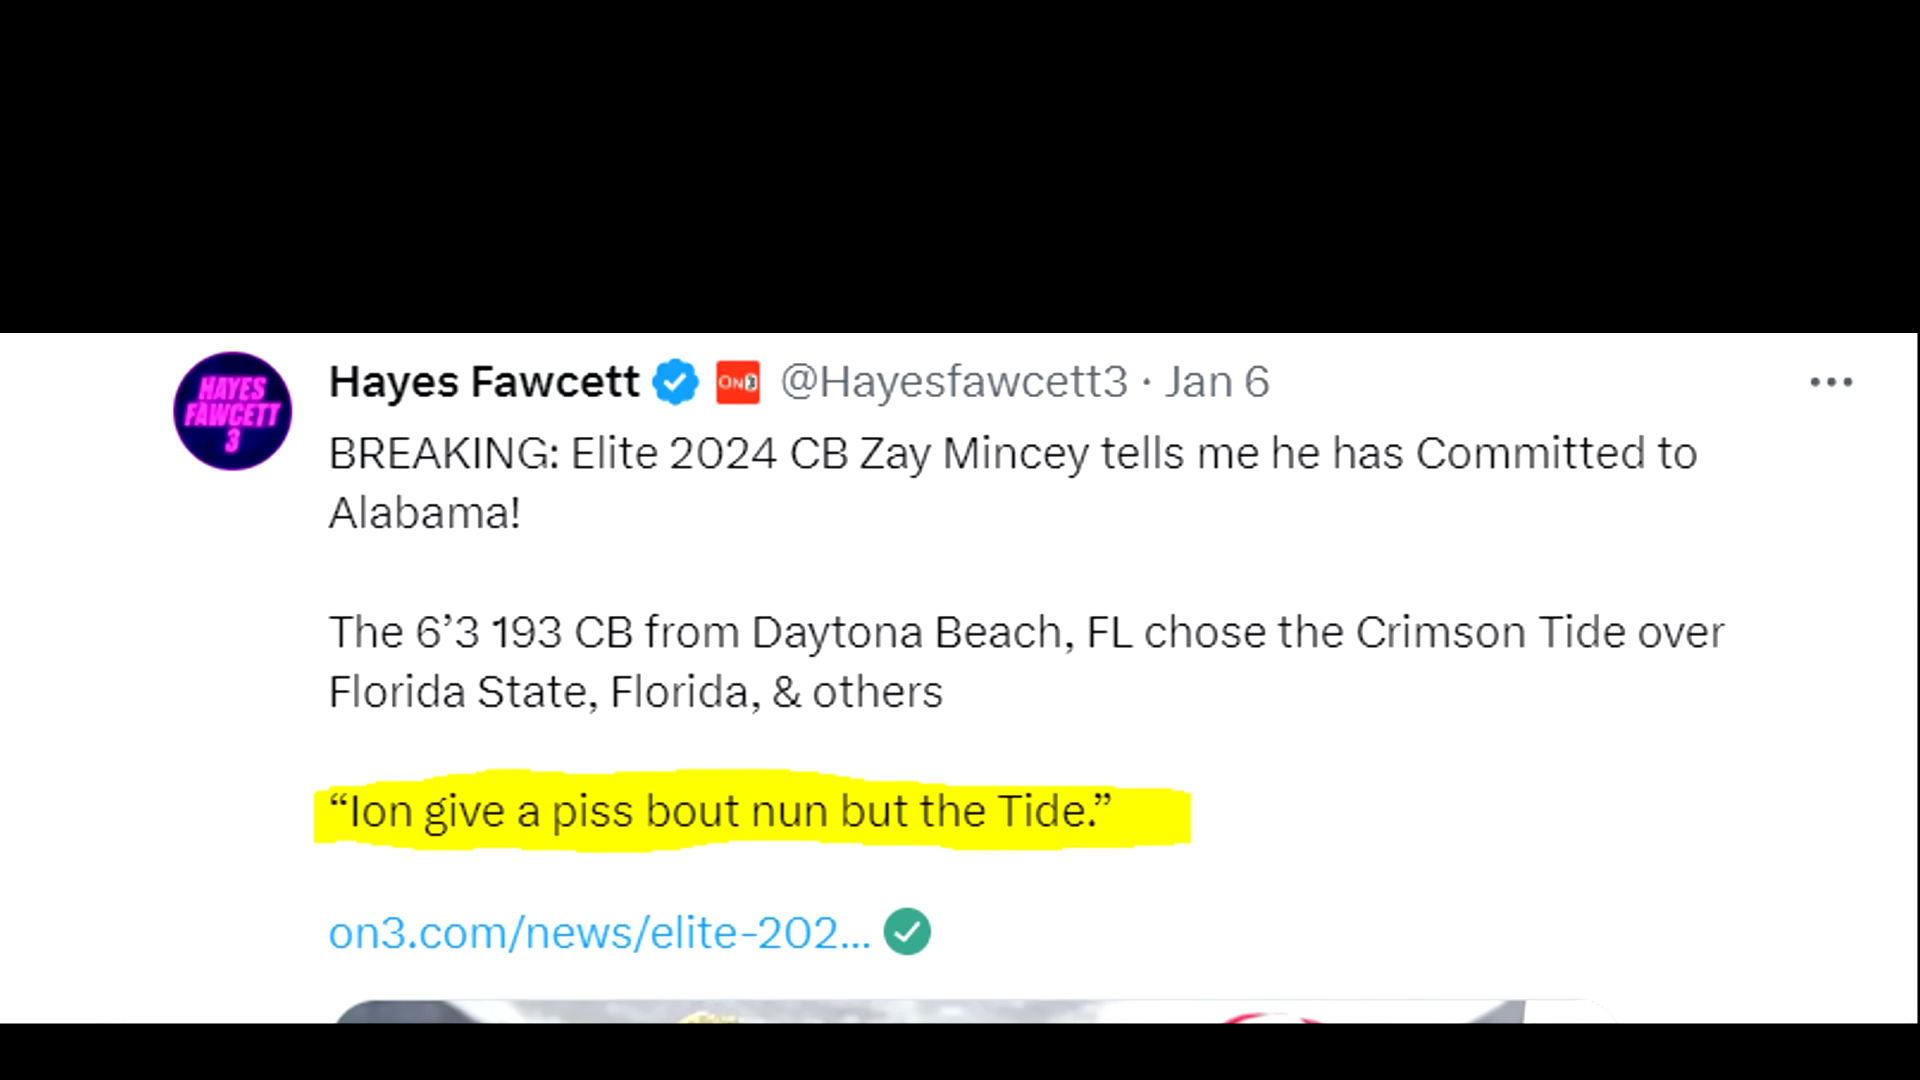 HAYES
FAWCETT
3
Hayes Fawcett ON3 @Hayesfawcett3 · Jan 6
BREAKING: Elite 2024 CB Zay Mincey tells me he has Committed to
Alabama!
The 6’3 193 CB from Daytona Beach, FL chose the Crimson Tide over
Florida State, Florida, & others
“Ion give a piss bout nun but the Tide.”
on3.com/news/elite-202...